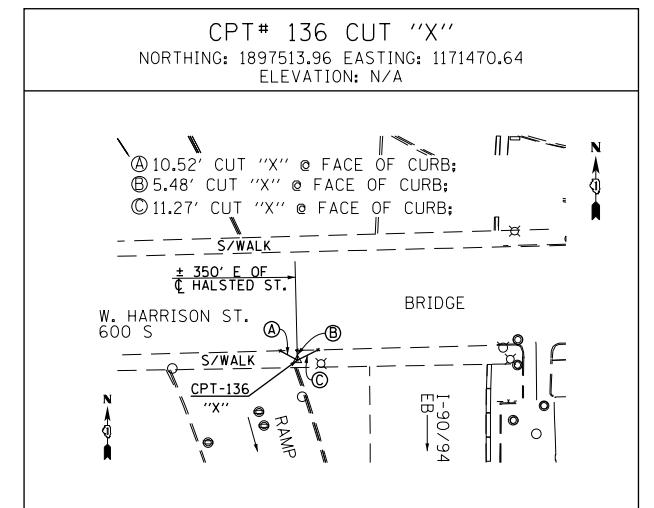 CPT# 136 CUT "X"
NORTHING: 1897513.96 EASTING: 1171470.64
ELEVATION: N/A
Ⓐ 10.52' CUT "X" @ FACE OF CURB;
Ⓑ 5.48' CUT "X" @ FACE OF CURB;
Ⓒ 11.27' CUT "X" @ FACE OF CURB;
N
S/WALK
± 350' E OF
℄ HALSTED ST.
BRIDGE
W. HARRISON ST.
600 S
Ⓐ
Ⓑ
S/WALK
Ⓒ
CPT-136
"X"
N
RAMP
I-90/94
EB